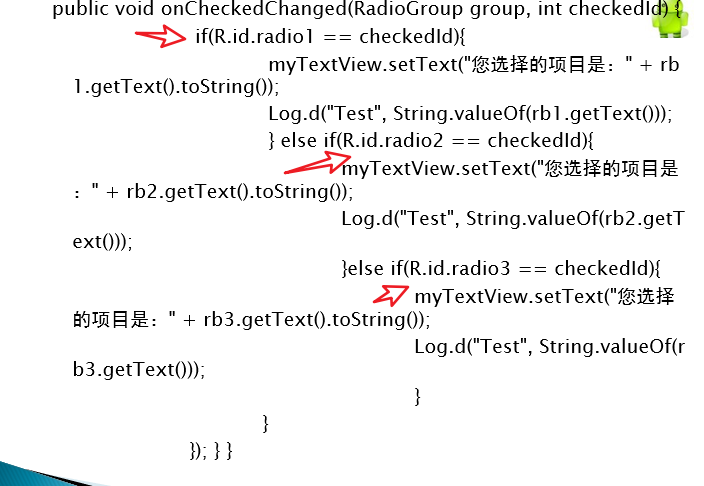 public void onCheckedChanged(RadioGroup group, int checkedId) {
if(R.id.radio1 == checkedId){
myTextView.setText("您选择的项目是：" + rb
1.getText().toString());
Log.d("Test", String.valueOf(rb1.getText()));
} else if(R.id.radio2 == checkedId){
myTextView.setText("您选择的项目是
：" + rb2.getText().toString());
Log.d("Test", String.valueOf(rb2.getT
ext()));
}else if(R.id.radio3 == checkedId){
myTextView.setText("您选择
的项目是：" + rb3.getText().toString());
Log.d("Test", String.valueOf(r
b3.getText()));
}
}
}); } }